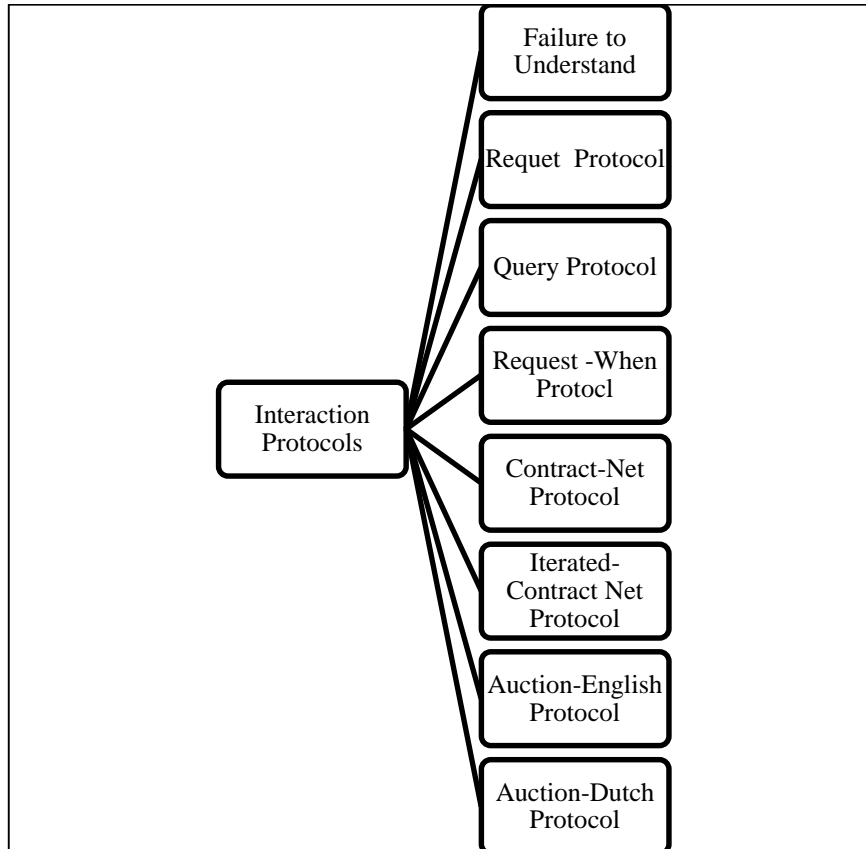 Failure to
Understand
Requet Protocol
Query Protocol
Request -When
Protocl
Interaction
Protocols
Contract-Net
Protocol
Iterated-
Contract Net
Protocol
Auction-English
Protocol
Auction-Dutch
Protocol